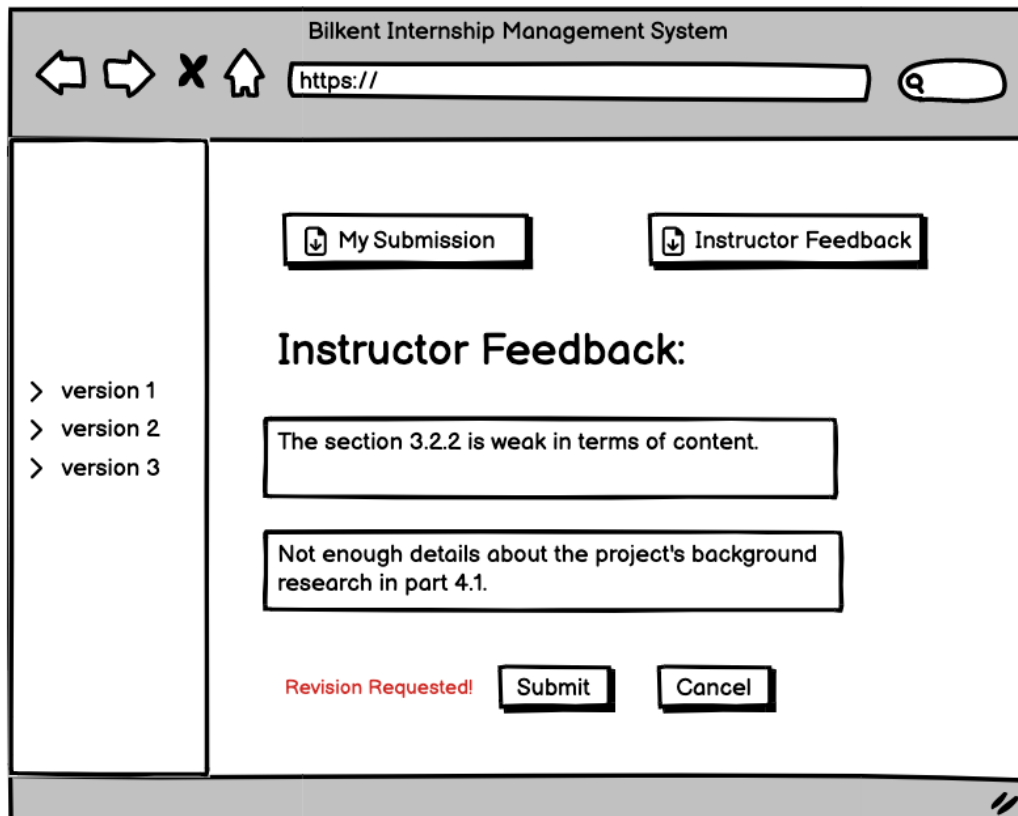 Bilkent Internship Management System
https://
My Submission
Instructor Feedback
Instructor Feedback:
version 1
version 2
version 3
The section 3.2.2 is weak in terms of content.
Not enough details about the project's background
research in part 4.1.
Revision Requested!
Submit
Cancel